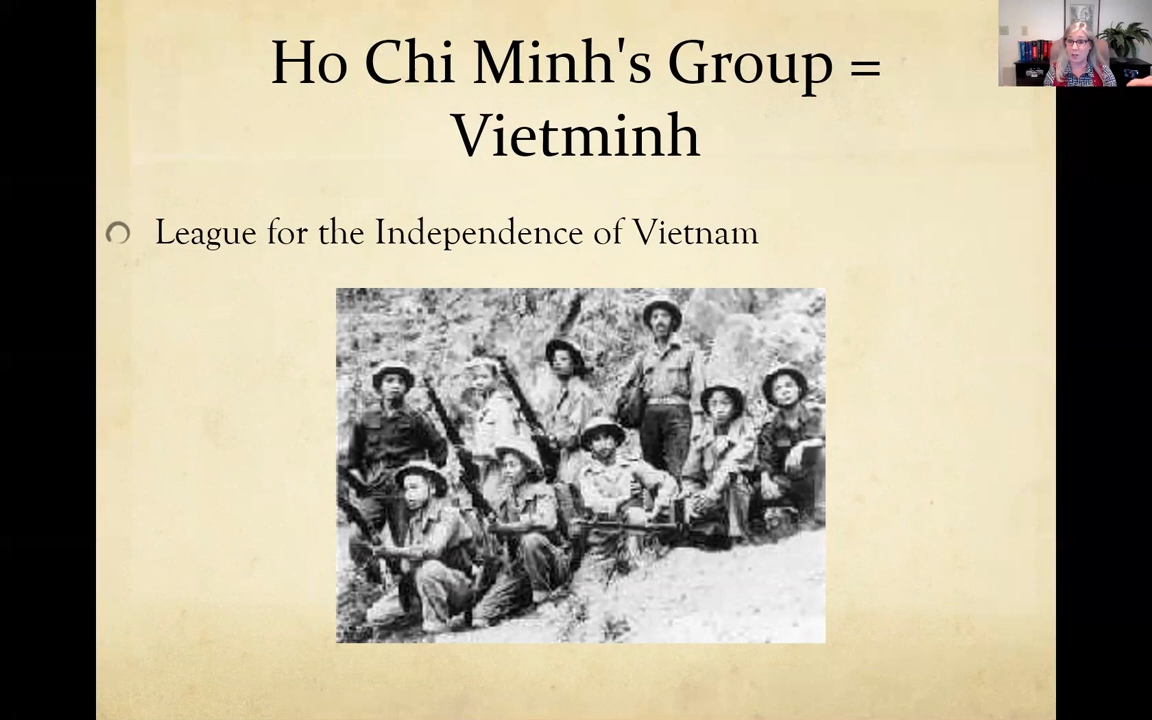 Ho Chi Minh's Group =
Vietminh
League for the Independence of Vietnam